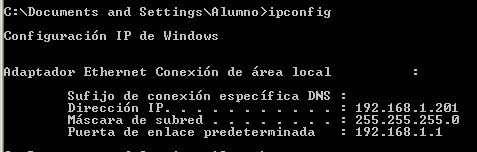 C:\Documents and Settings\Alumno>ipconfig
Configuración IP de Windows
Adaptador Ethernet Conexión de área local          :
Sufijo de conexión específica DNS :
Dirección IP. . . . . . . . . . . : 192.168.1.201
Máscara de subred . . . . . . . . : 255.255.255.0
Puerta de enlace predeterminada   : 192.168.1.1